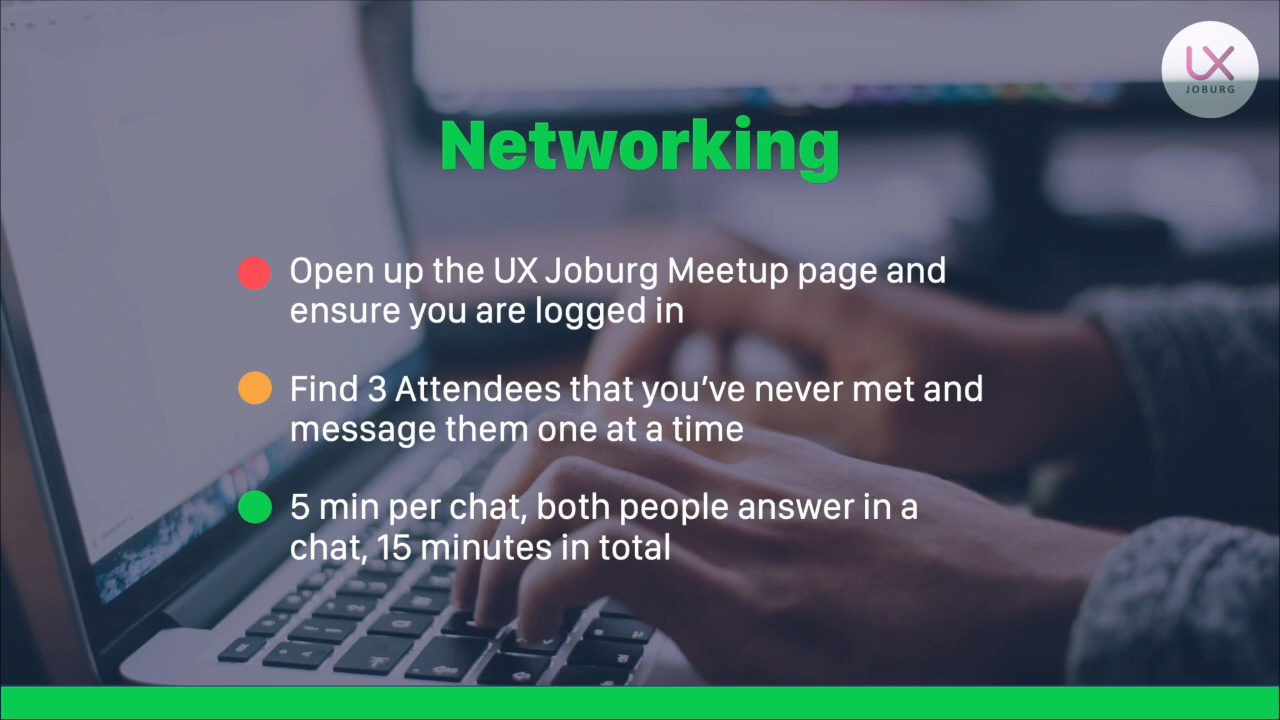 UX
JOBURG
Networking
Open up the UX Joburg Meetup page and
ensure you are logged in
Find 3 Attendees that you’ve never met and
message them one at a time
5 min per chat, both people answer in a
chat, 15 minutes in total